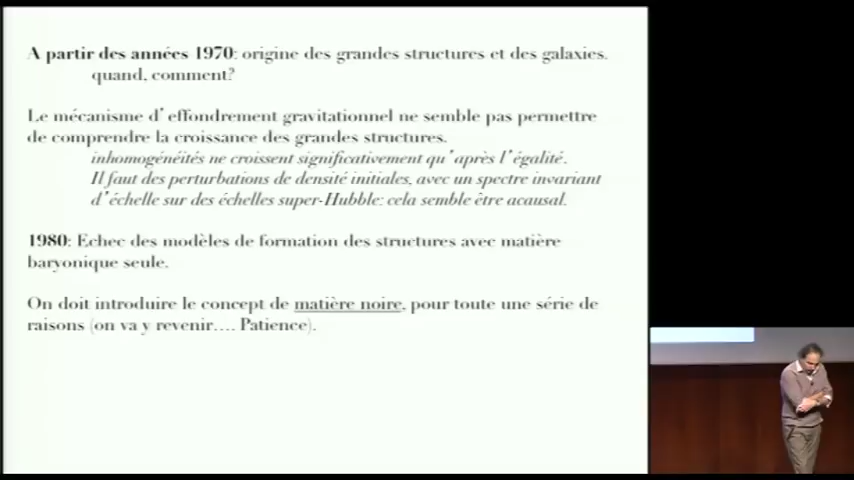 A partir des années 1970: origine des grandes structures et des galaxies.
quand, comment?
Le mécanisme d'effondrement gravitationnel ne semble pas permettre
de comprendre la croissance des grandes structures.
inhomogénéités ne croissent significativement qu'après l'égalité.
Il faut des perturbations de densité initiales, avec un spectre invariant
d'échelle sur des échelles super-Hubble: cela semble être acausal.
1980: Echec des modèles de formation des structures avec matière
baryonique seule.
On doit introduire le concept de matière noire, pour toute une série de
raisons (on va y revenir…. Patience).